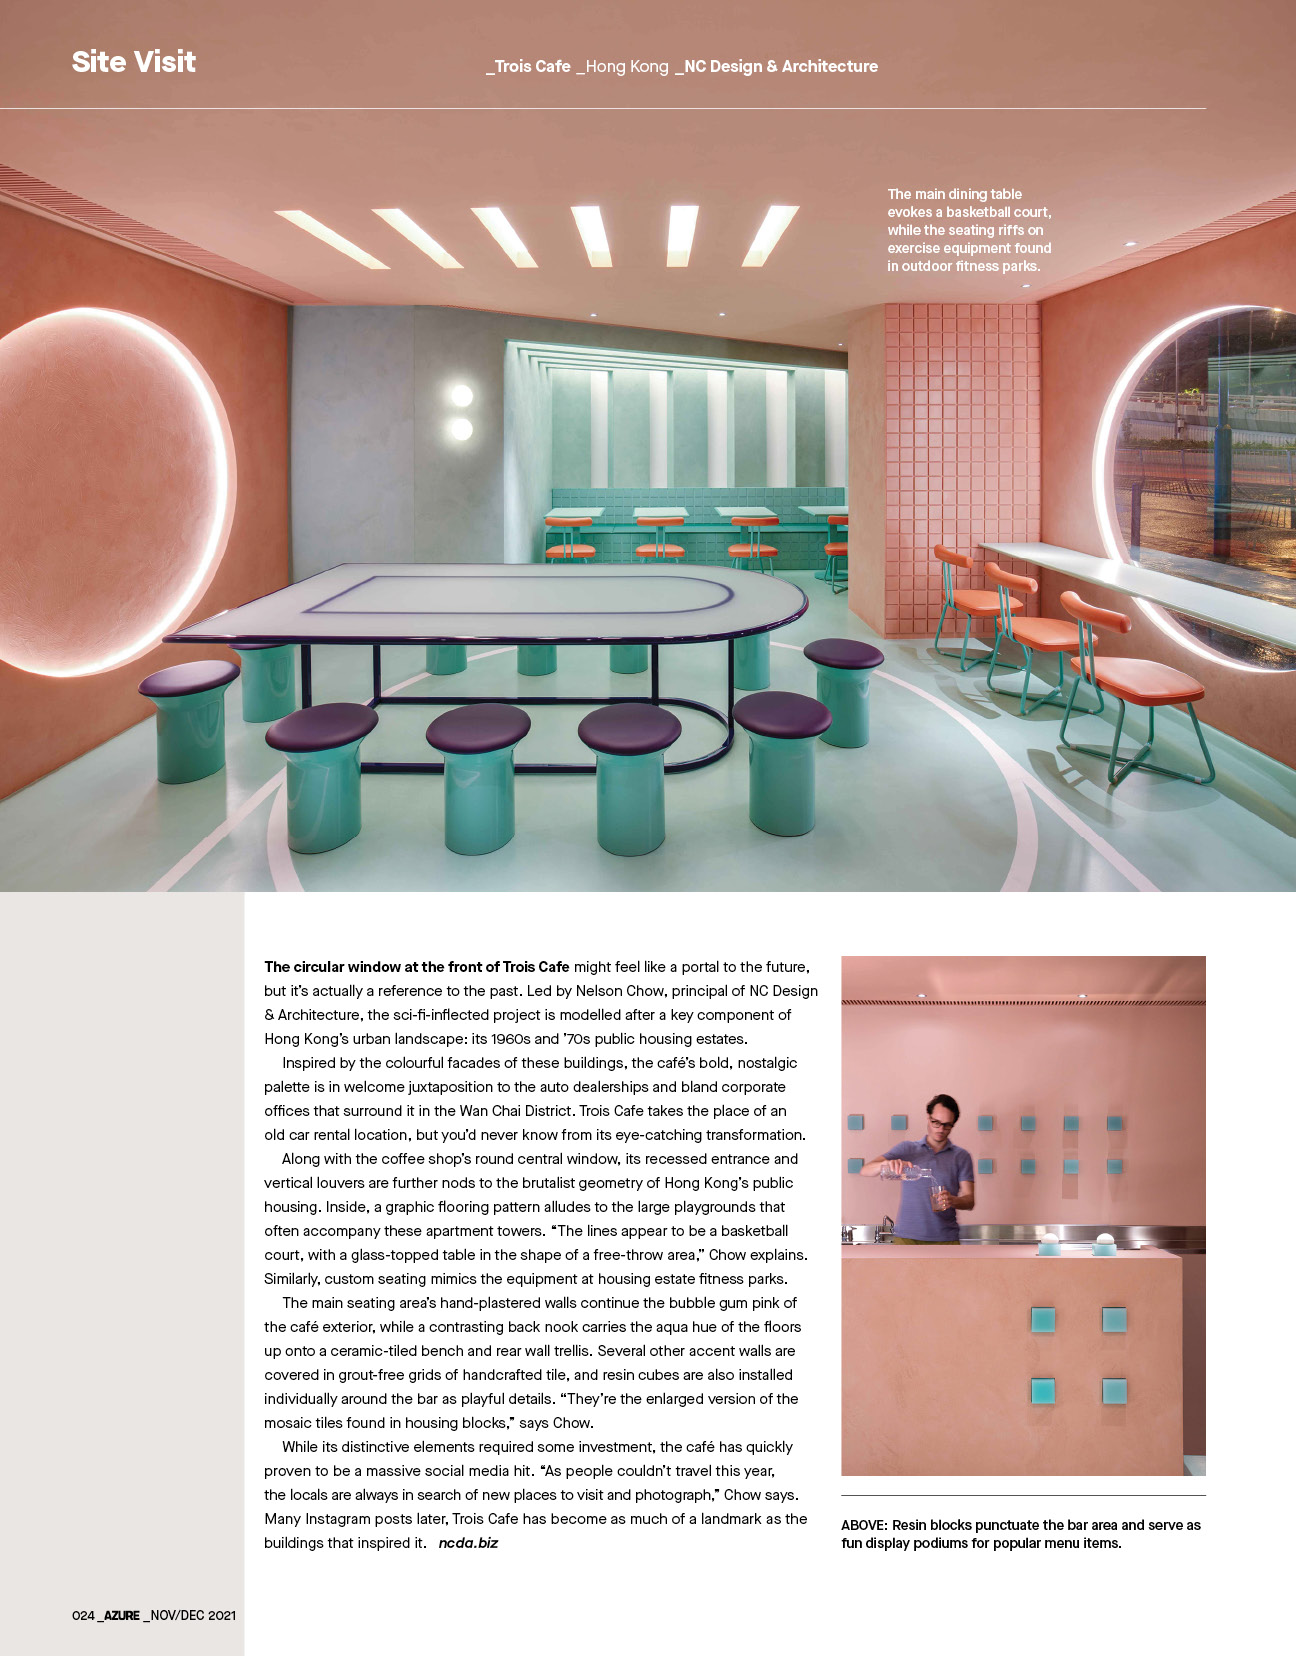 Site Visit
_Trois Cafe _Hong Kong _NC Design & Architecture
The main dining table
evokes a basketball court,
while the seating riffs on
exercise equipment found
in outdoor fitness parks.
The circular window at the front of Trois Cafe might feel like a portal to the future,
but it’s actually a reference to the past. Led by Nelson Chow, principal of NC Design
& Architecture, the sci-fi-inflected project is modelled after a key component of
Hong Kong’s urban landscape: its 1960s and ’70s public housing estates.
Inspired by the colourful facades of these buildings, the café’s bold, nostalgic
palette is in welcome juxtaposition to the auto dealerships and bland corporate
offices that surround it in the Wan Chai District. Trois Cafe takes the place of an
old car rental location, but you’d never know from its eye-catching transformation.
Along with the coffee shop’s round central window, its recessed entrance and
vertical louvers are further nods to the brutalist geometry of Hong Kong’s public
housing. Inside, a graphic flooring pattern alludes to the large playgrounds that
often accompany these apartment towers. “The lines appear to be a basketball
court, with a glass-topped table in the shape of a free-throw area,” Chow explains.
Similarly, custom seating mimics the equipment at housing estate fitness parks.
The main seating area’s hand-plastered walls continue the bubble gum pink of
the café exterior, while a contrasting back nook carries the aqua hue of the floors
up onto a ceramic-tiled bench and rear wall trellis. Several other accent walls are
covered in grout-free grids of handcrafted tile, and resin cubes are also installed
individually around the bar as playful details. “They’re the enlarged version of the
mosaic tiles found in housing blocks,” says Chow.
While its distinctive elements required some investment, the café has quickly
proven to be a massive social media hit. “As people couldn’t travel this year,
the locals are always in search of new places to visit and photograph,” Chow says.
Many Instagram posts later, Trois Cafe has become as much of a landmark as the
buildings that inspired it. ncda.biz
ABOVE: Resin blocks punctuate the bar area and serve as
fun display podiums for popular menu items.
024 _AZURE _NOV/DEC 2021